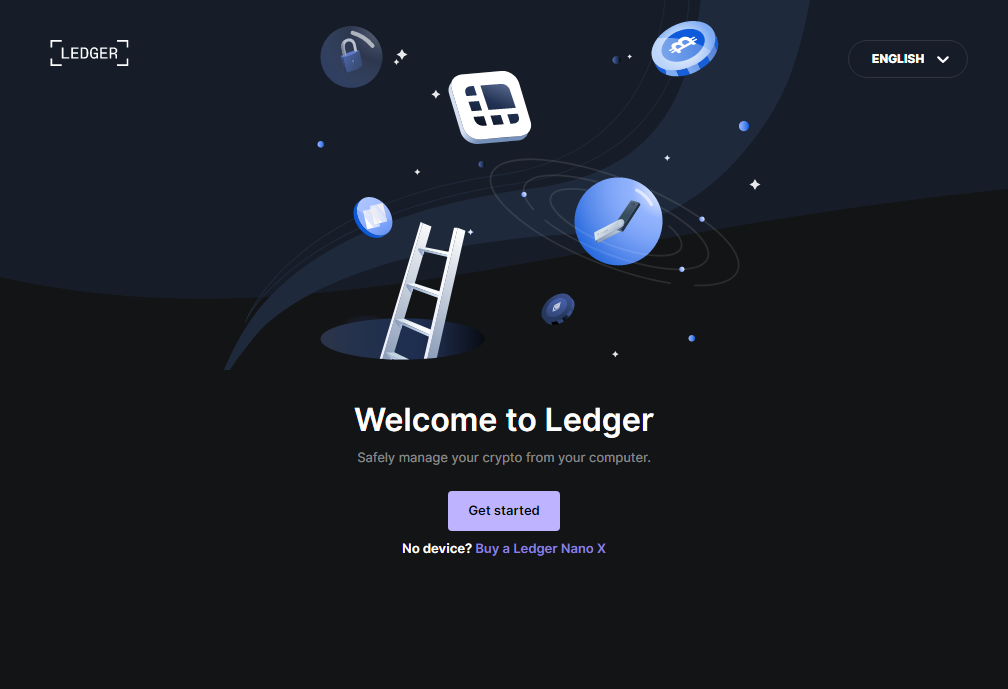 LEDGER
ENGLISH
Welcome to Ledger
Safely manage your crypto from your computer.
Get started
No device? Buy a Ledger Nano X